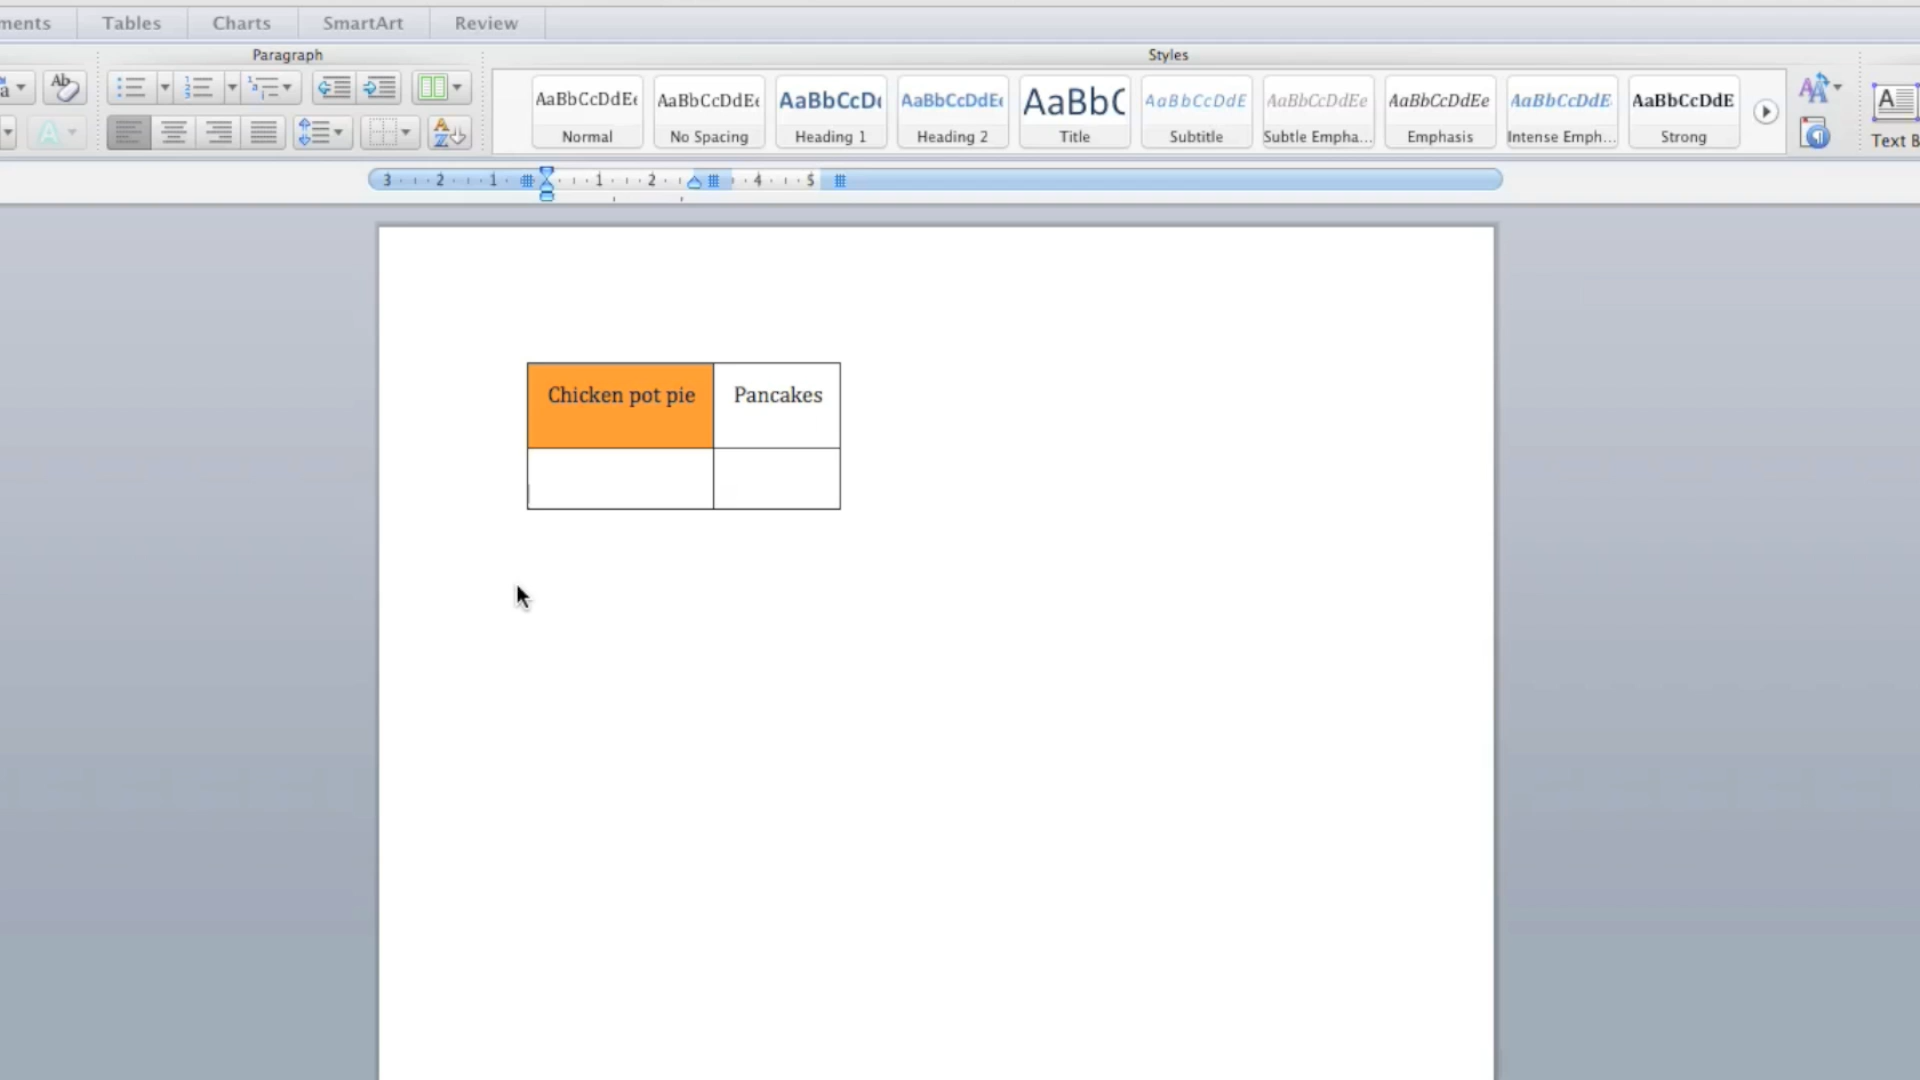 ments Tables Charts SmartArt Review
Paragraph Styles
AaBbCcDdEe AaBbCcDdEe AaBbCcDd AaBbCcDdEe AaBbC AaBbCcDdE AaBbCcDdEe AaBbCcDdEe AaBbCcDdE AaBbCcDdE
Normal No Spacing Heading 1 Heading 2 Title Subtitle Subtle Empha... Emphasis Intense Emph... Strong
Text B
3 2 1 1 2 4 5
Chicken pot pie Pancakes